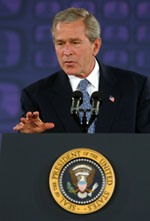 SEAL OF THE PRESIDENT OF THE UNITED STATES